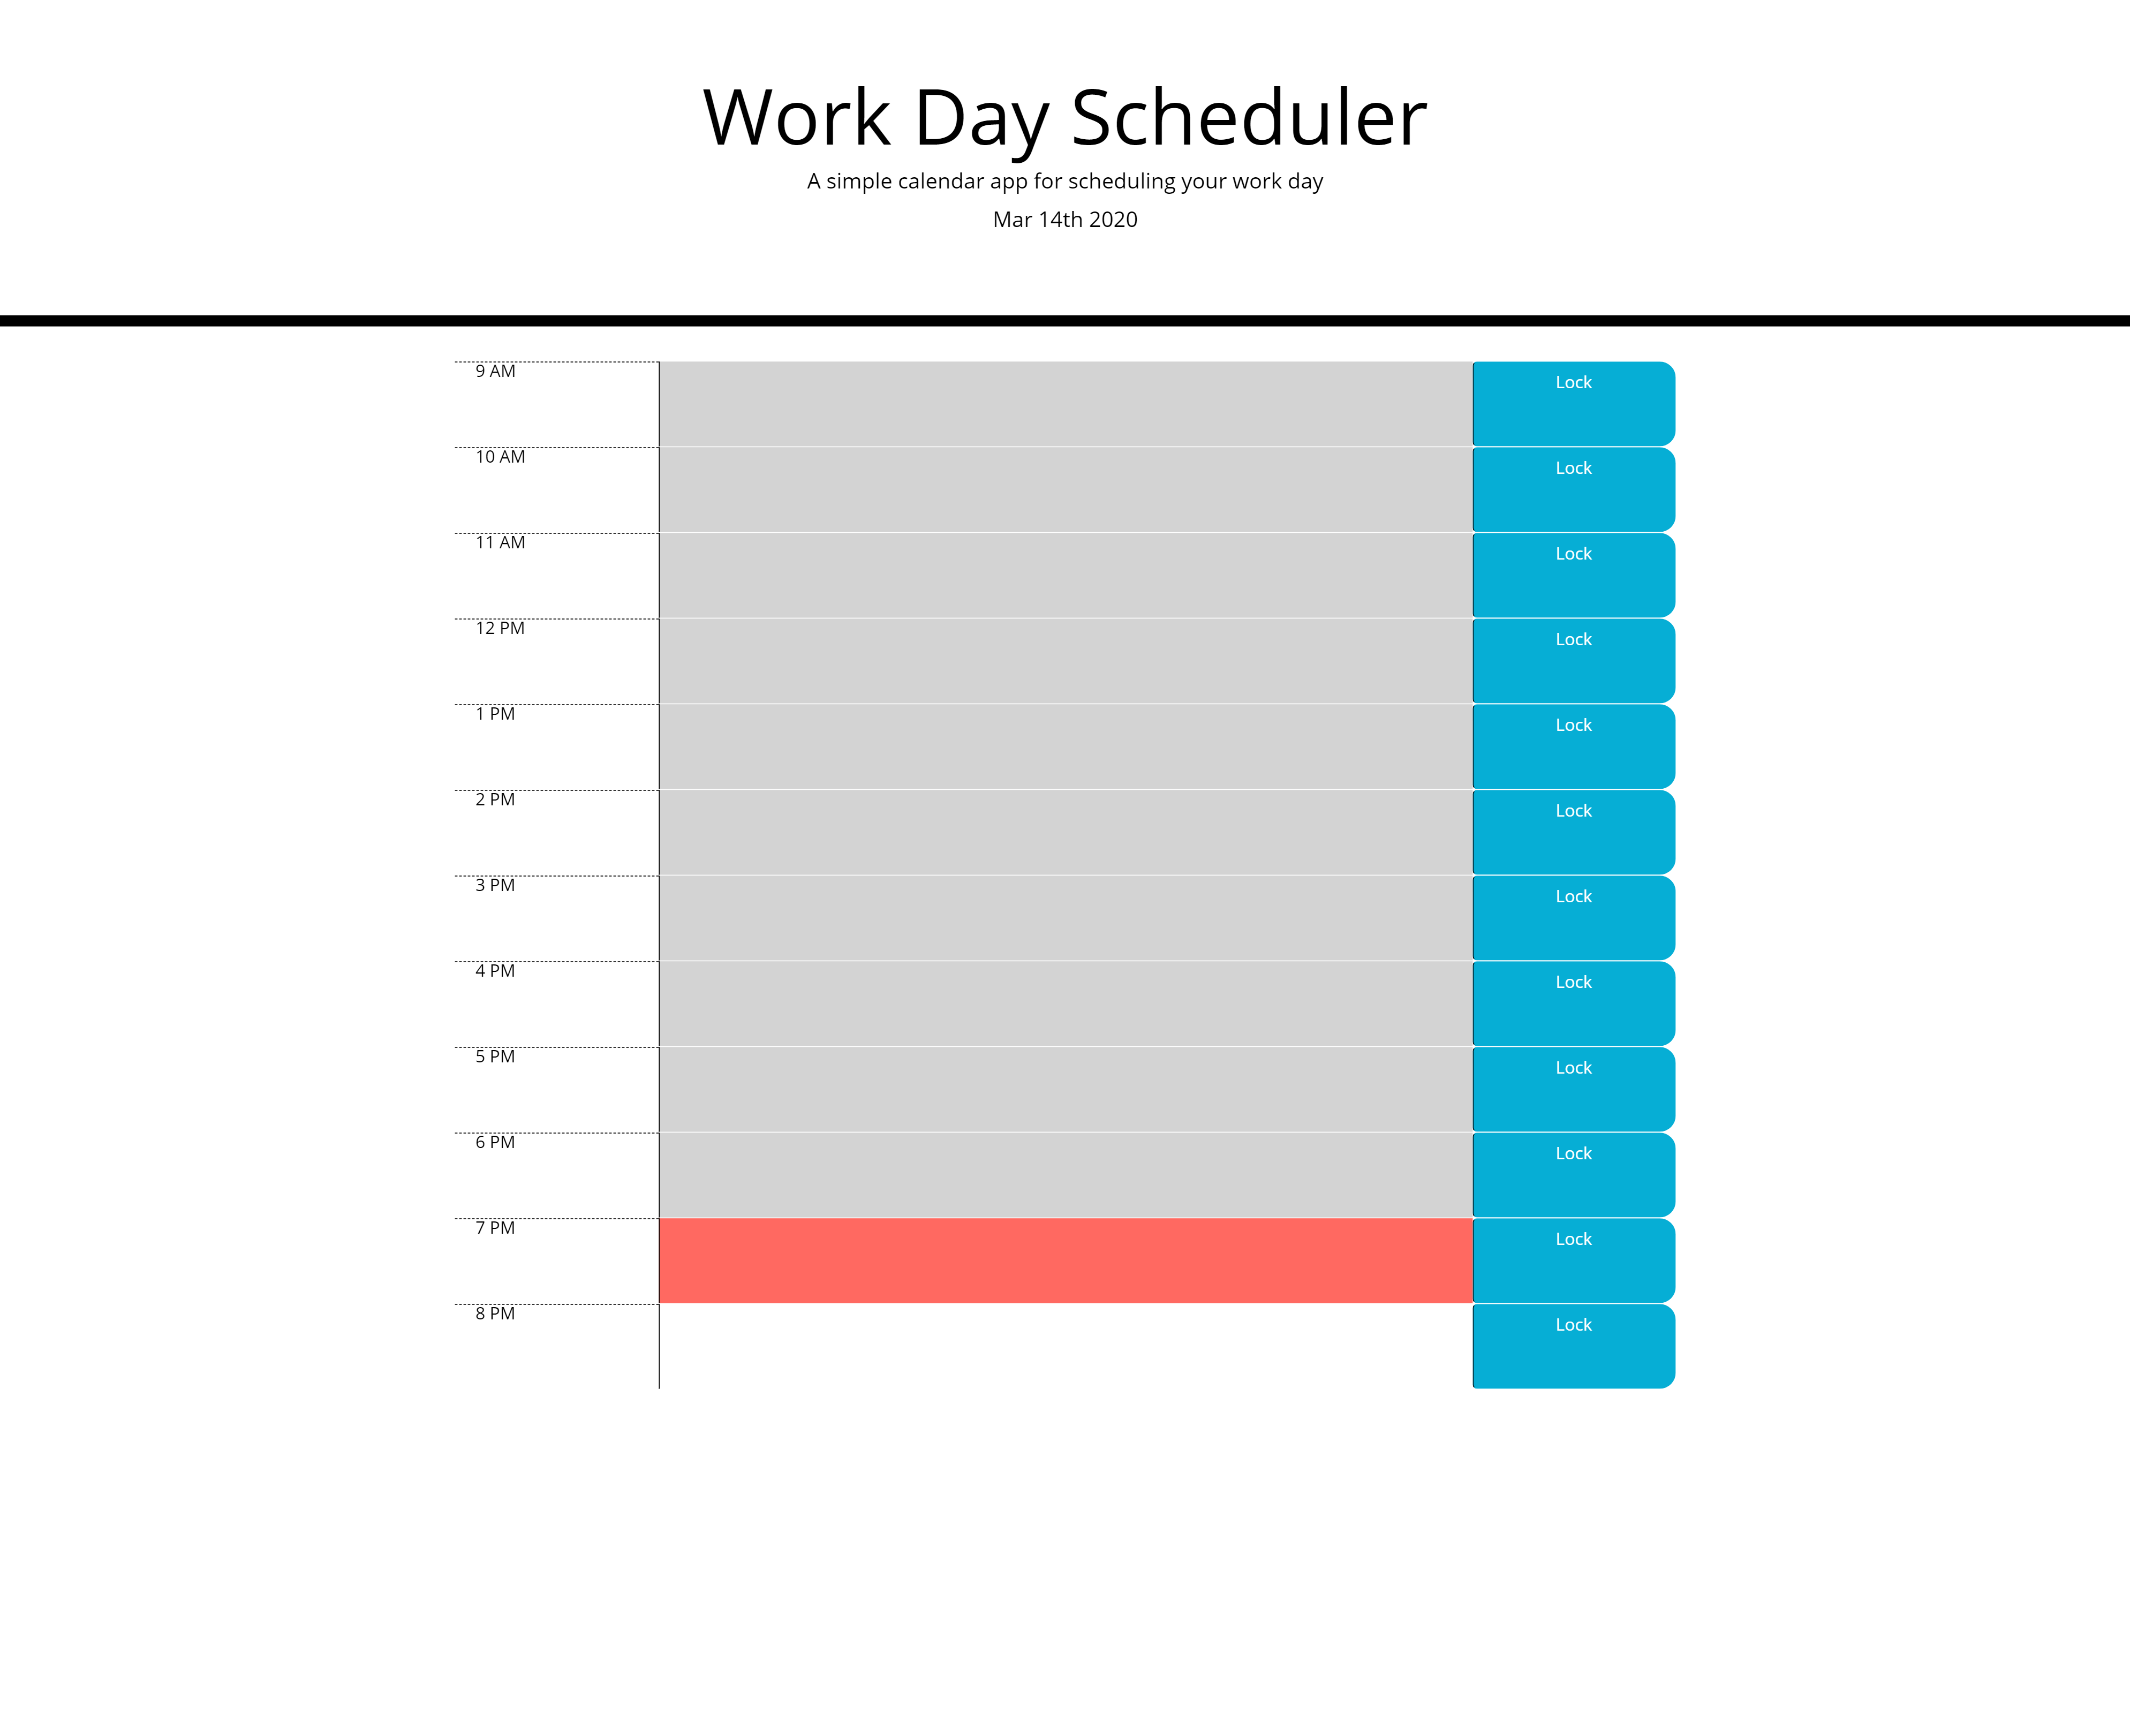 Work Day Scheduler
A simple calendar app for scheduling your work day
Mar 14th 2020
9 AM
Lock
10 AM
Lock
11 AM
Lock
12 PM
Lock
1 PM
Lock
2 PM
Lock
3 PM
Lock
4 PM
Lock
5 PM
Lock
6 PM
Lock
7 PM
Lock
8 PM
Lock